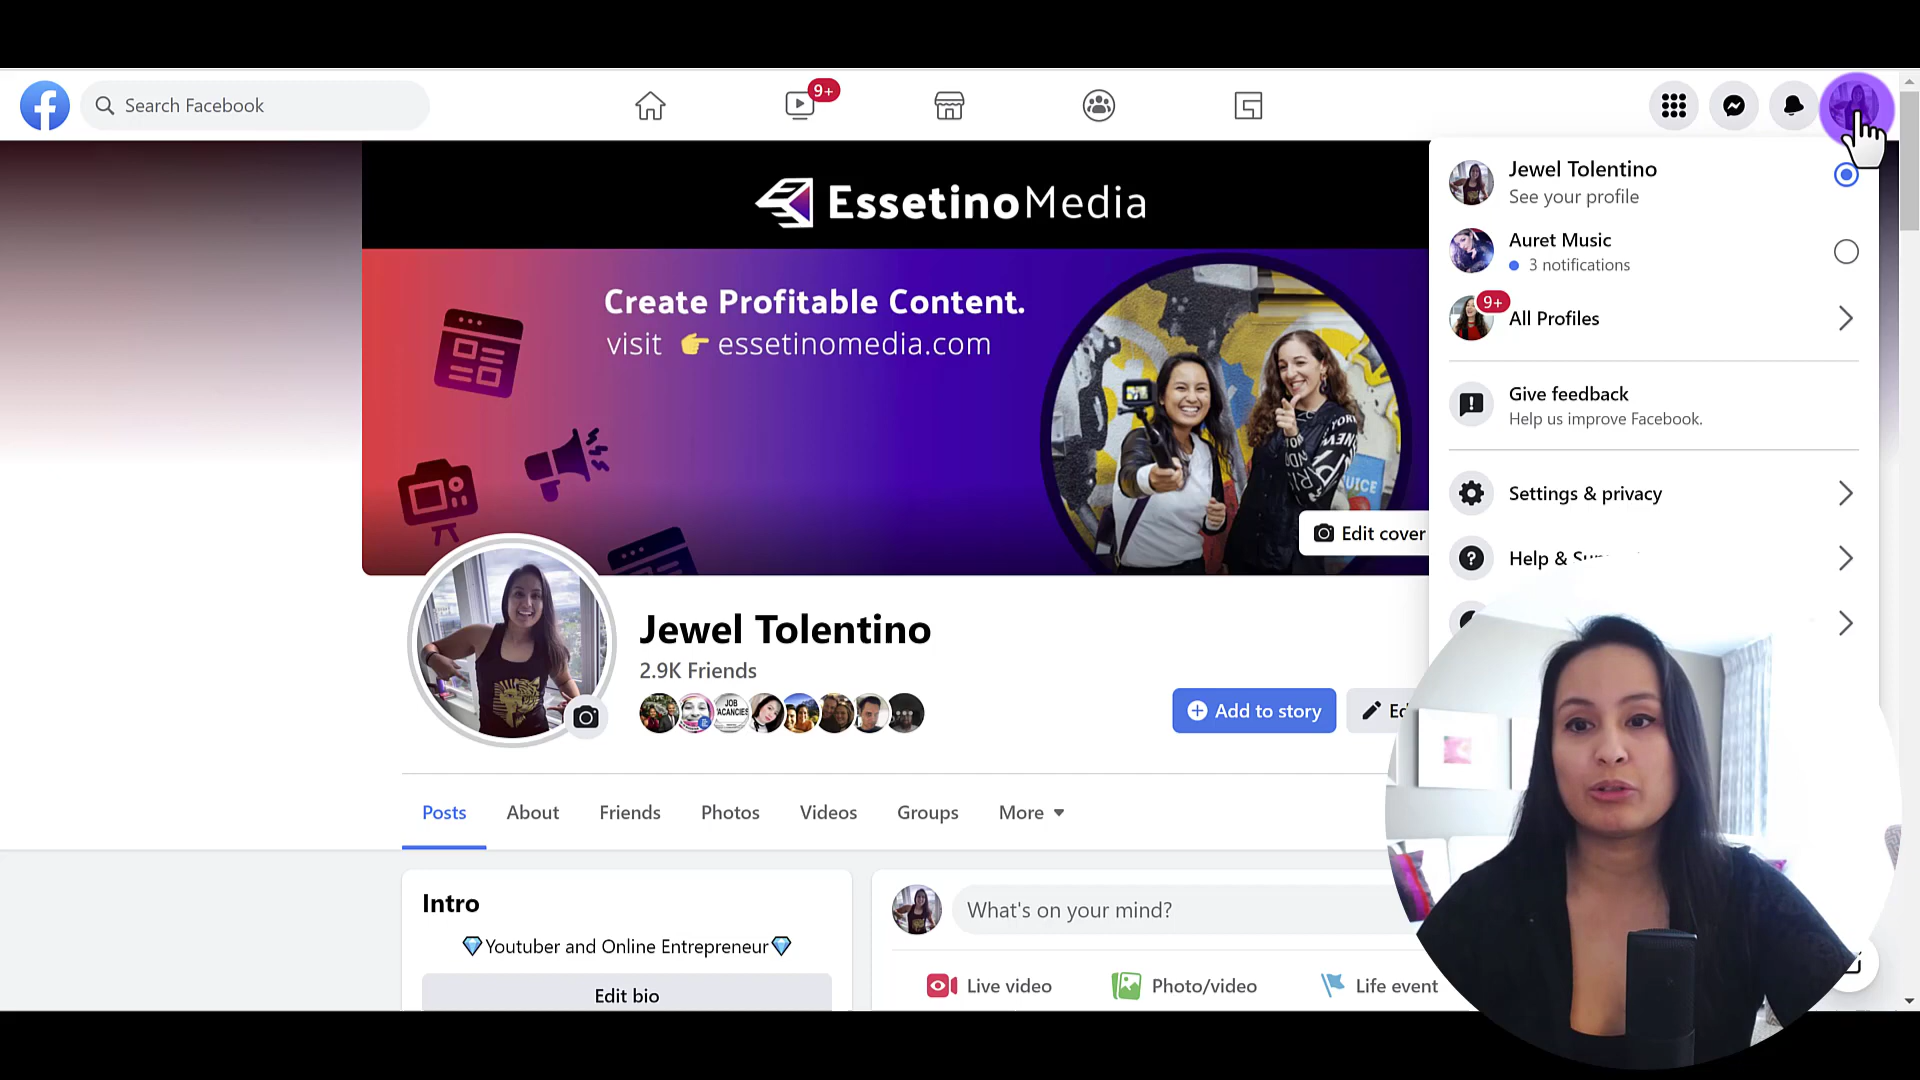 Search Facebook
9+
EssetinoMedia
Create Profitable Content.
visit 👉 essetinomedia.com
Edit cover
Jewel Tolentino
See your profile
Auret Music
3 notifications
9+
All Profiles
Give feedback
Help us improve Facebook.
Settings & privacy
Help &
Jewel Tolentino
2.9K Friends
JOB
VACANCIES
Add to story
Posts
About
Friends
Photos
Videos
Groups
More
Intro
💎Youtuber and Online Entrepreneur💎
Edit bio
What's on your mind?
Live video
Photo/video
Life event